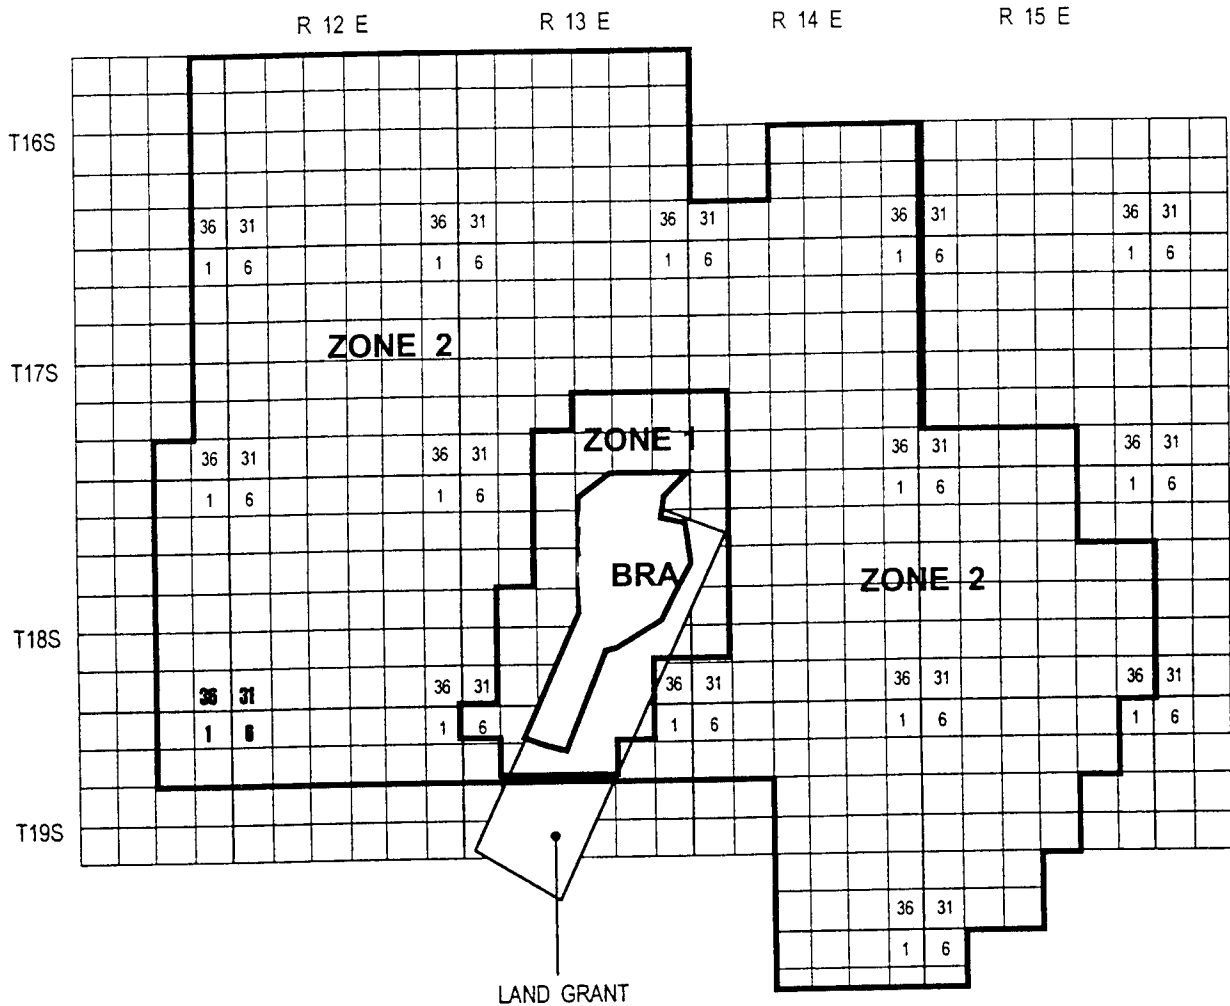 R 12 E R 13 E R 14 E R 15 E
T16S
36 31 36 31 36 31 36 31 36 31
1 6 1 6 1 6 1 6 1 6
ZONE 2
T17S
ZONE 1
36 31 36 31 36 31 36 31
1 6 1 6 1 6 1 6
BRA
ZONE 2
T18S
36 31 36 31 36 31 36 31 36 31
1 6 1 6 1 6 1 6 1 6
T19S
36 31
1 6
LAND GRANT